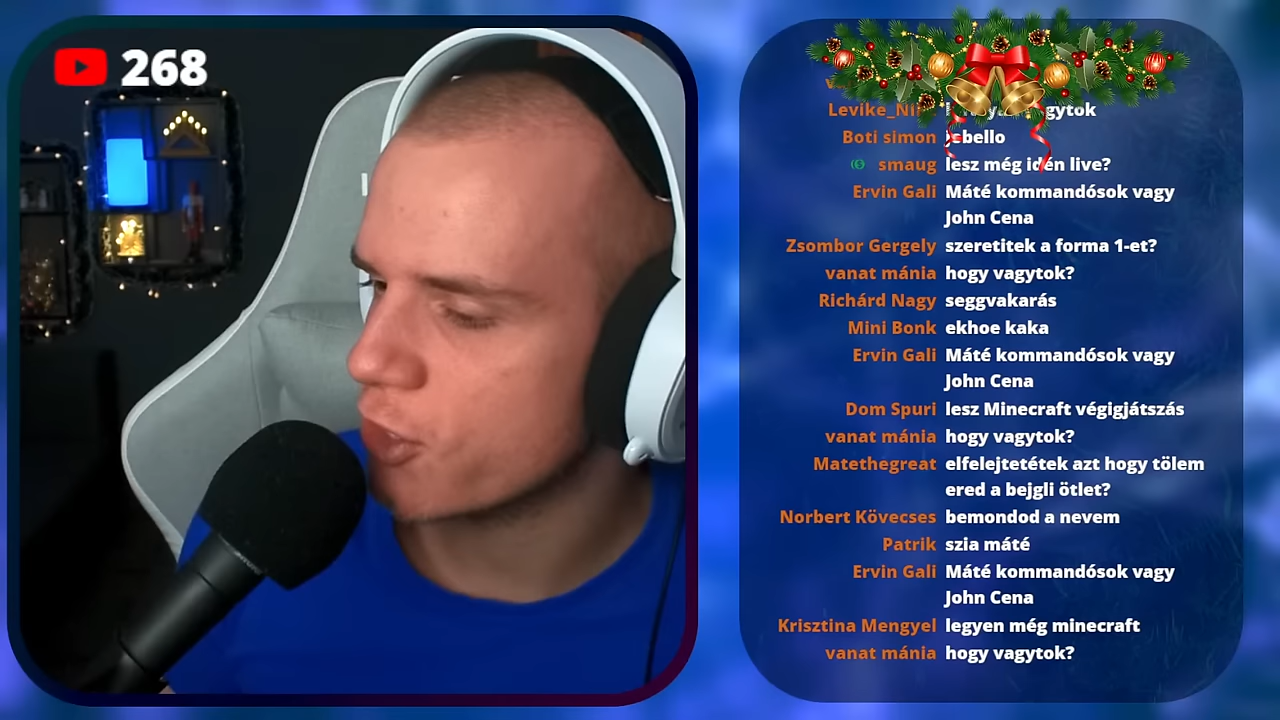 268
Levike_Ni gytok
Boti simon bello
smaug lesz még idén live?
Ervin Gali Máté kommandósok vagy
John Cena
Zsombor Gergely szeretitek a forma 1-et?
vanat mánia hogy vagytok?
Richárd Nagy seggvakarás
Mini Bonk ekhoe kaka
Ervin Gali Máté kommandósok vagy
John Cena
Dom Spuri lesz Minecraft végigjátszás
vanat mánia hogy vagytok?
Matethegreat elfelejtetétek azt hogy tölem
ered a bejgli ötlet?
Norbert Kövecses bemondod a nevem
Patrik szia máté
Ervin Gali Máté kommandósok vagy
John Cena
Krisztina Mengyel legyen még minecraft
vanat mánia hogy vagytok?